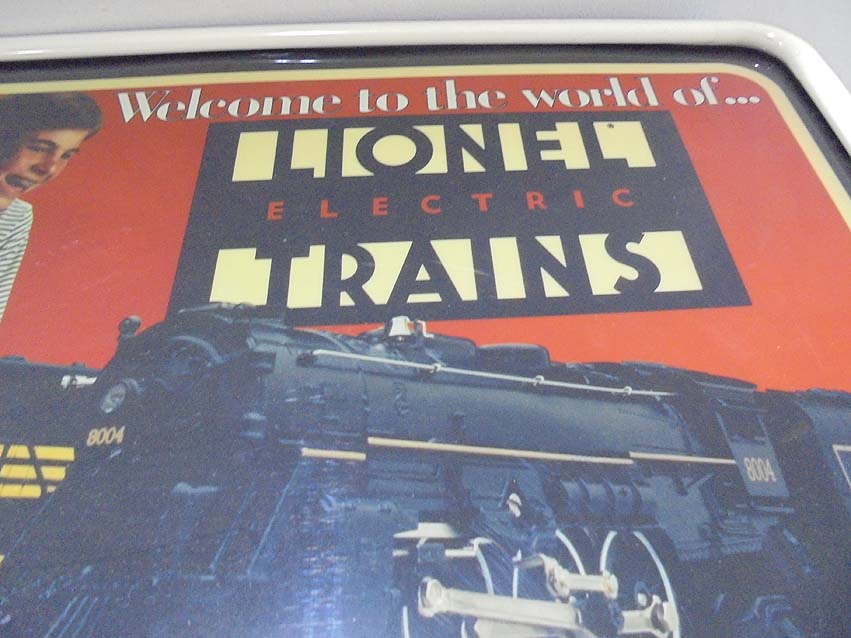 Welcome to the world of...
LIONEL®
ELECTRIC
TRAINS
8004
8004